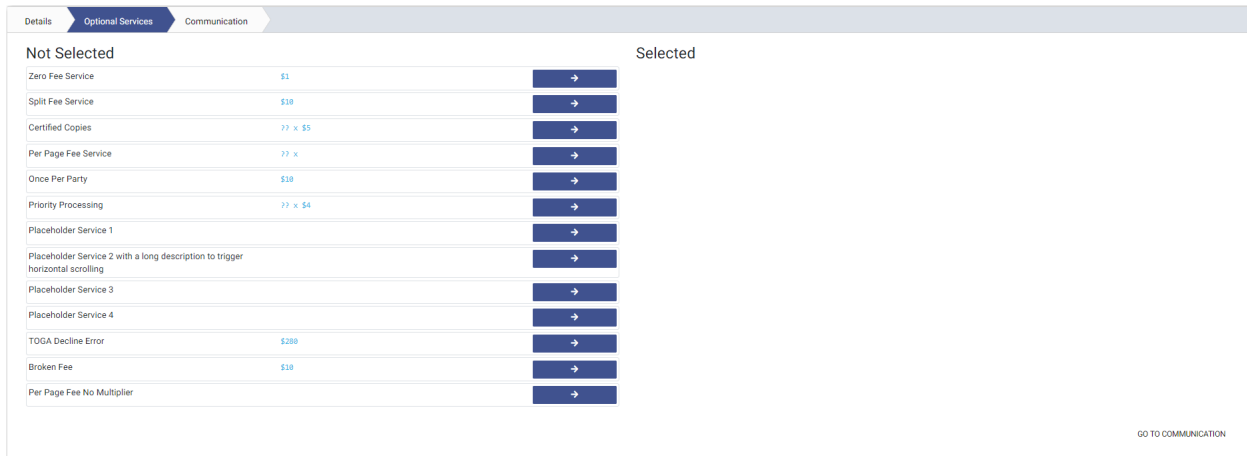 Details
Optional Services
Communication
Not Selected
Selected
Zero Fee Service $1
Split Fee Service $10
Certified Copies ?? x $5
Per Page Fee Service ?? x
Once Per Party $10
Priority Processing ?? x $4
Placeholder Service 1
Placeholder Service 2 with a long description to trigger
horizontal scrolling
Placeholder Service 3
Placeholder Service 4
TOGA Decline Error $280
Broken Fee $10
Per Page Fee No Multiplier
GO TO COMMUNICATION